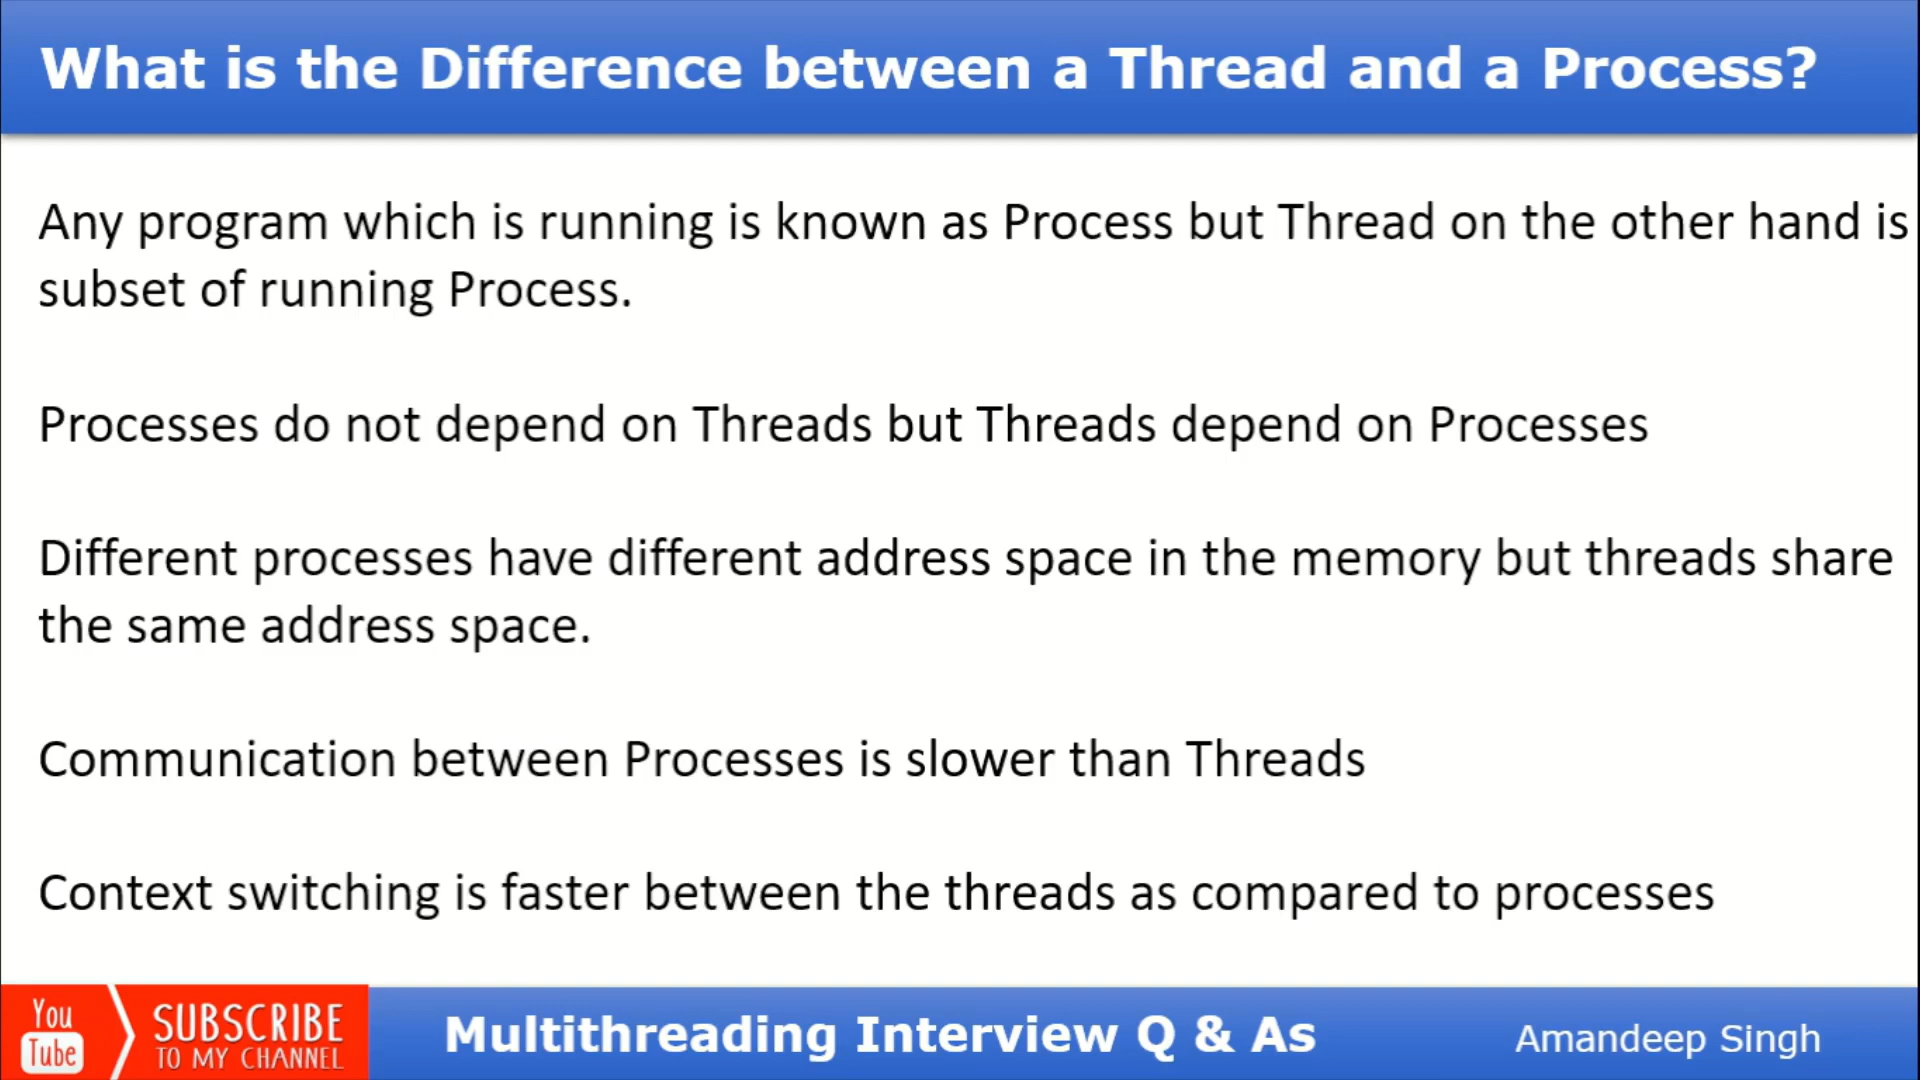 What is the Difference between a Thread and a Process?
Any program which is running is known as Process but Thread on the other hand is
subset of running Process.
Processes do not depend on Threads but Threads depend on Processes
Different processes have different address space in the memory but threads share
the same address space.
Communication between Processes is slower than Threads
Context switching is faster between the threads as compared to processes
You
Tube
SUBSCRIBE
TO MY CHANNEL
Multithreading Interview Q & As
Amandeep Singh